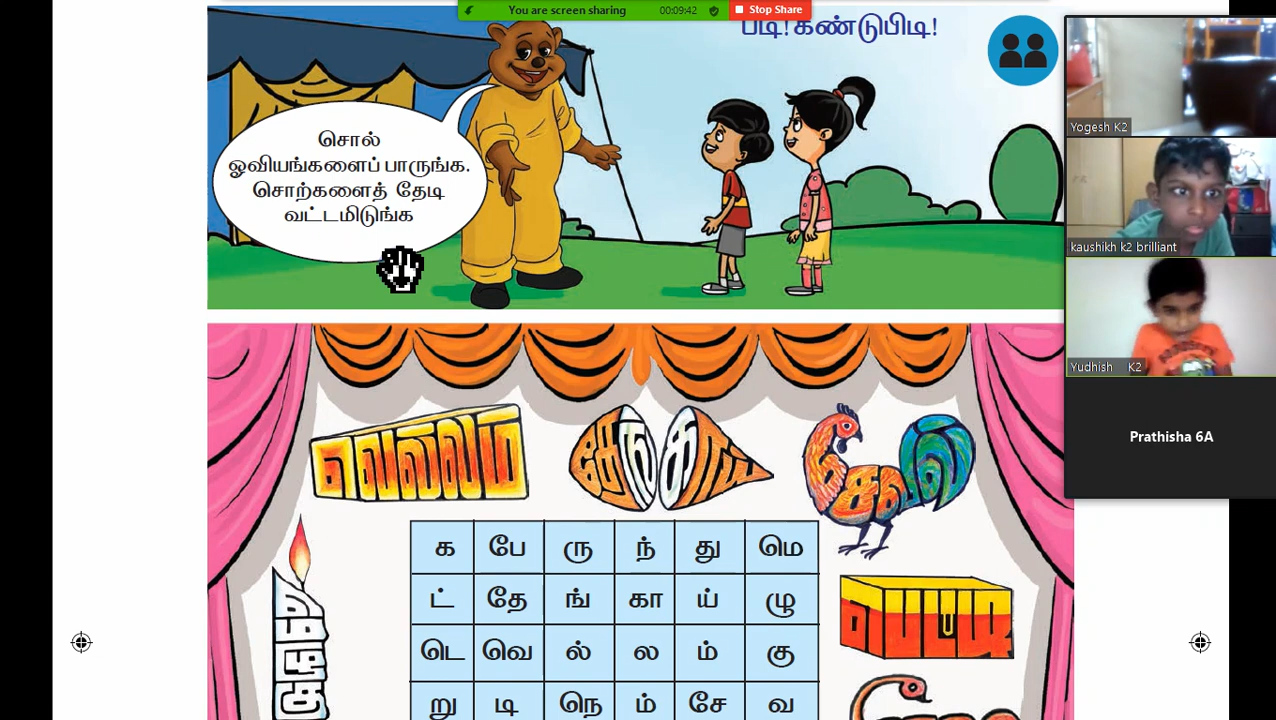 You are screen sharing
00:09:42
Stop Share
படி! கண்டுபிடி!
சொல்
ஓவியங்களைப் பாருங்க.
சொற்களைத் தேடி
வட்டமிடுங்க
Yogesh K2
kaushikh k2 brilliant
Yudhish K2
Prathisha 6A
வெல்லம்
தேங்காய்
சேவல்
க பே ரு ந் து மெ
ட் தே ங் கா ய் ழு
டெ வெ ல் ல ம் கு
று டி நெ ம் சே வ
பெட்டி